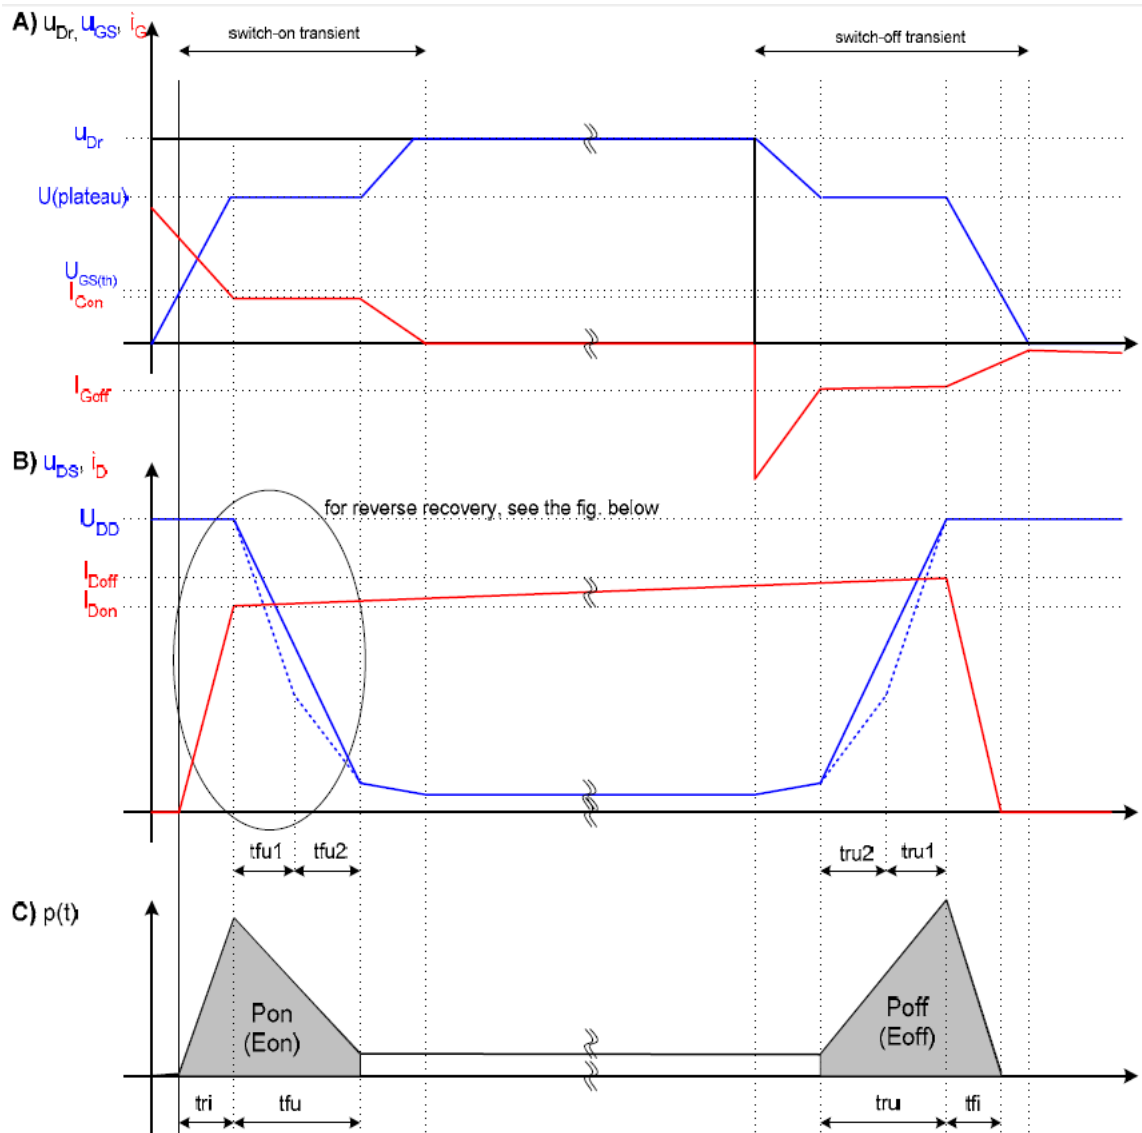 A) uDr, uGS, iG
switch-on transient
switch-off transient
uDr
U(plateau)
UGS(th)
IGon
IGoff
B) uDS, iD
for reverse recovery, see the fig. below
UDD
IDoff
IDon
tfu1 tfu2 tru2 tru1
C) p(t)
Pon
(Eon)
Poff
(Eoff)
tri tfu tru tfi